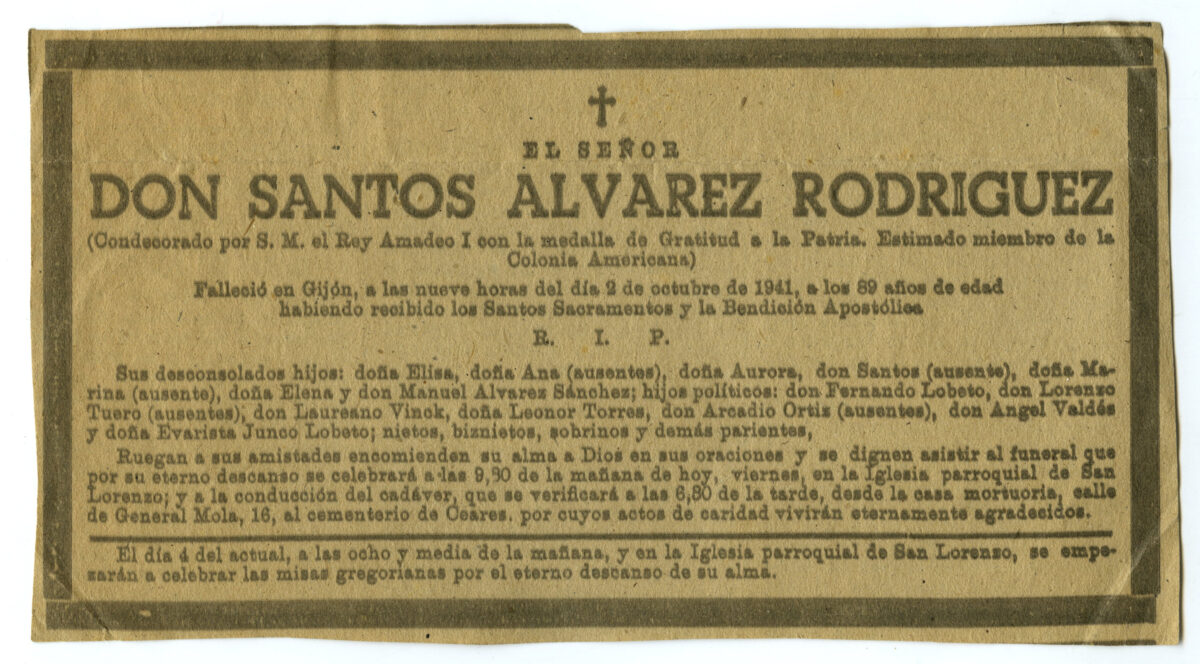 EL SEÑOR
DON SANTOS ALVAREZ RODRIGUEZ
(Condecorado por S. M. el Rey Amadeo I con la medalla de Gratitud a la Patria. Estimado miembro de la
Colonia Americana)
Falleció en Gijón, a las nueve horas del día 2 de octubre de 1941, a los 89 años de edad
habiendo recibido los Santos Sacramentos y la Bendición Apostólica
R. I. P.
Sus desconsolados hijos: doña Elisa, doña Ana (ausentes), doña Aurora, don Santos (ausente), doña Ma-
rina (ausente), doña Elena y don Manuel Alvarez Sánchez; hijos políticos: don Fernando Lobeto, don Lorenzo
Tuero (ausentes), don Laureano Vinck, doña Leonor Torres, don Arcadio Ortiz (ausentes), don Angel Valdés
y doña Evarista Junco Lobeto; nietos, biznietos, sobrinos y demás parientes,
Ruegan a sus amistades encomienden su alma a Dios en sus oraciones y se dignen asistir al funeral que
por su eterno descanso se celebrará a las 9,30 de la mañana de hoy, viernes, en la Iglesia parroquial de San
Lorenzo; y a la conducción del cadáver, que se verificará a las 6,30 de la tarde, desde la casa mortuoria, calle
de General Mola, 16, al cementerio de Ceares, por cuyos actos de caridad vivirán eternamente agradecidos.
El día 4 del actual, a las ocho y media de la mañana, y en la Iglesia parroquial de San Lorenzo, se empe-
zarán a celebrar las misas gregorianas por el eterno descanso de su alma.